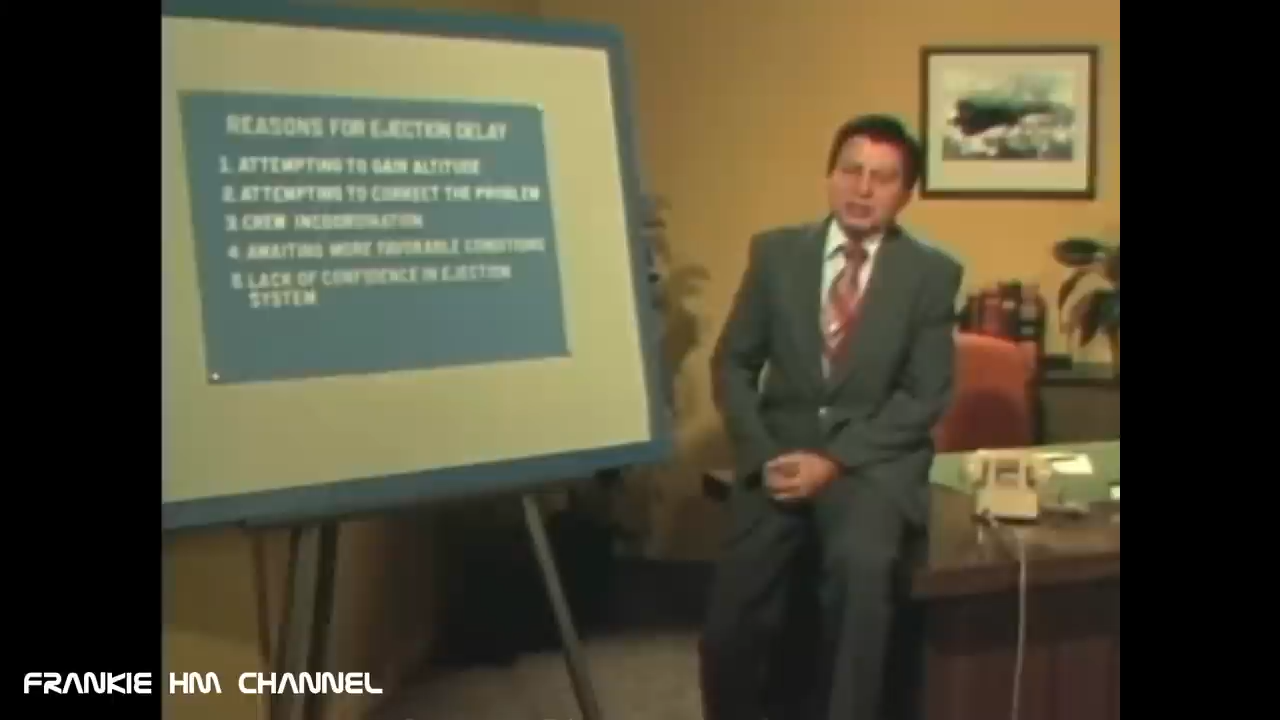 REASONS FOR EJECTION DELAY
1. ATTEMPTING TO GAIN ALTITUDE
2. ATTEMPTING TO CORRECT THE PROBLEM
3. CREW INCOORDINATION
4. AWAITING MORE FAVORABLE CONDITIONS
5. LACK OF CONFIDENCE IN EJECTION
SYSTEM
FRANKIE HM CHANNEL